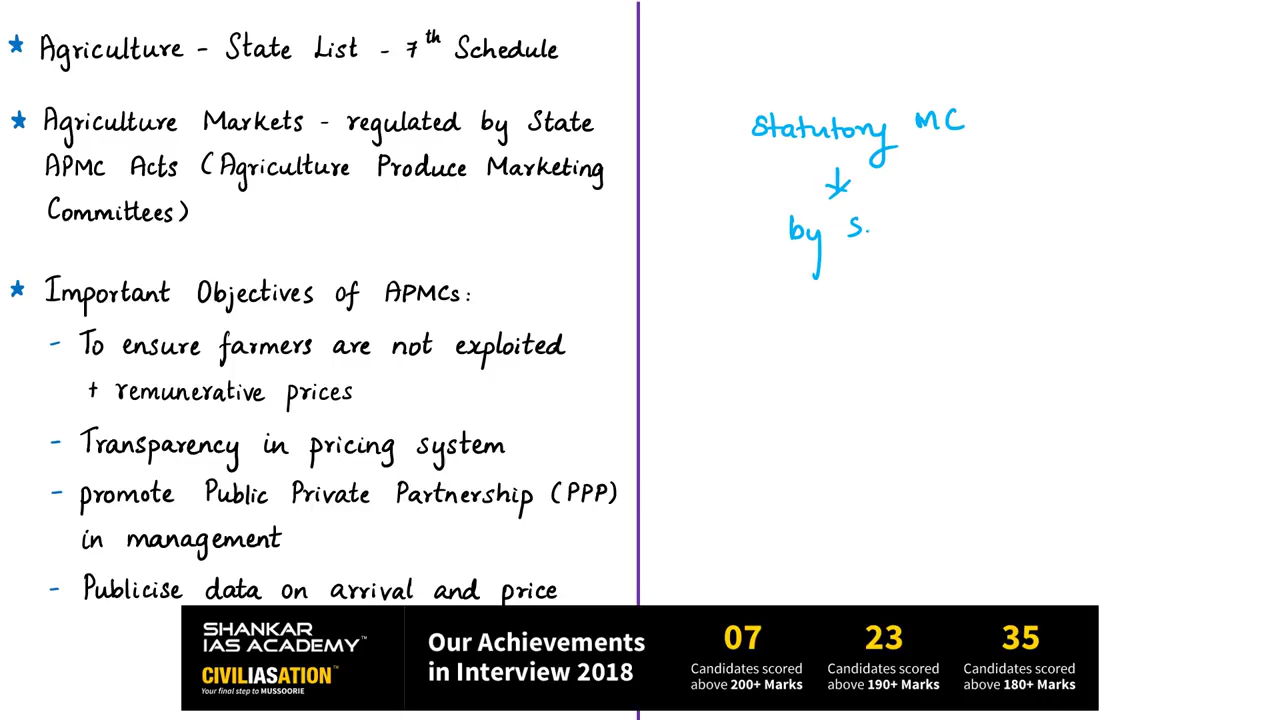 * Agriculture - State List - 7th Schedule
* Agriculture Markets - regulated by State
APMC Acts (Agriculture Produce Marketing
Committees)
* Important Objectives of APMCs:
- To ensure farmers are not exploited
+ remunerative prices
- Transparency in pricing system
- promote Public Private Partnership (PPP)
in management
- Publicise data on arrival and price
Statutory MC
↓
by S.
SHANKAR
IAS ACADEMY™
CIVILIASATION™
Your final step to MUSSOORIE
Our Achievements
in Interview 2018
07
Candidates scored
above 200+ Marks
23
Candidates scored
above 190+ Marks
35
Candidates scored
above 180+ Marks